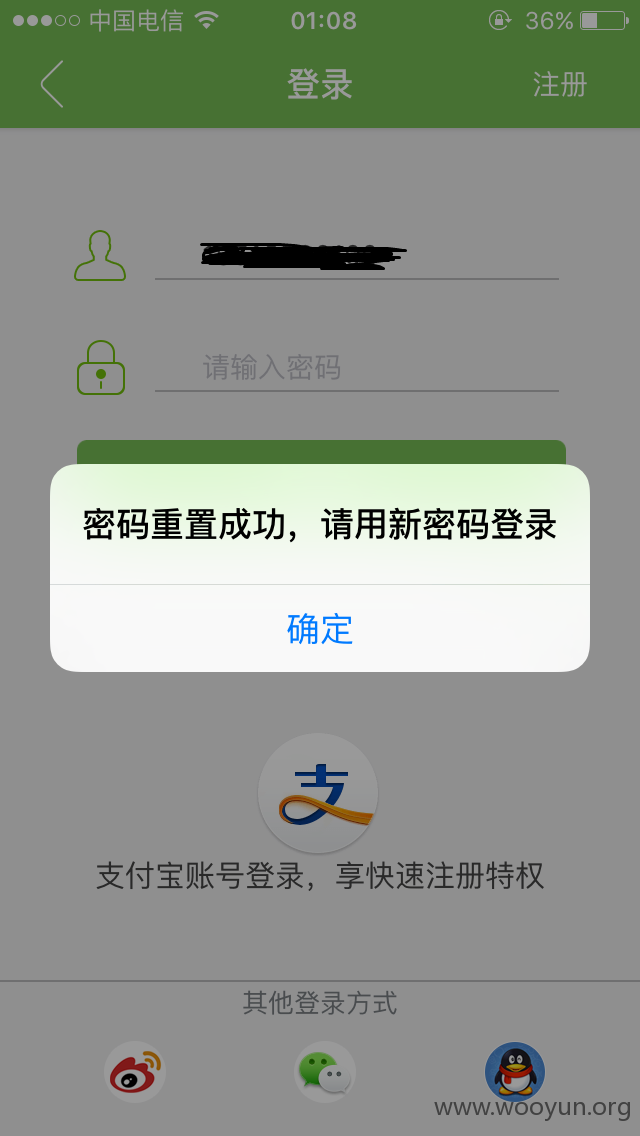 中国电信 01:08 36%
登录 注册
请输入密码
密码重置成功，请用新密码登录
确定
支
支付宝账号登录，享快速注册特权
其他登录方式
www.wooyun.org